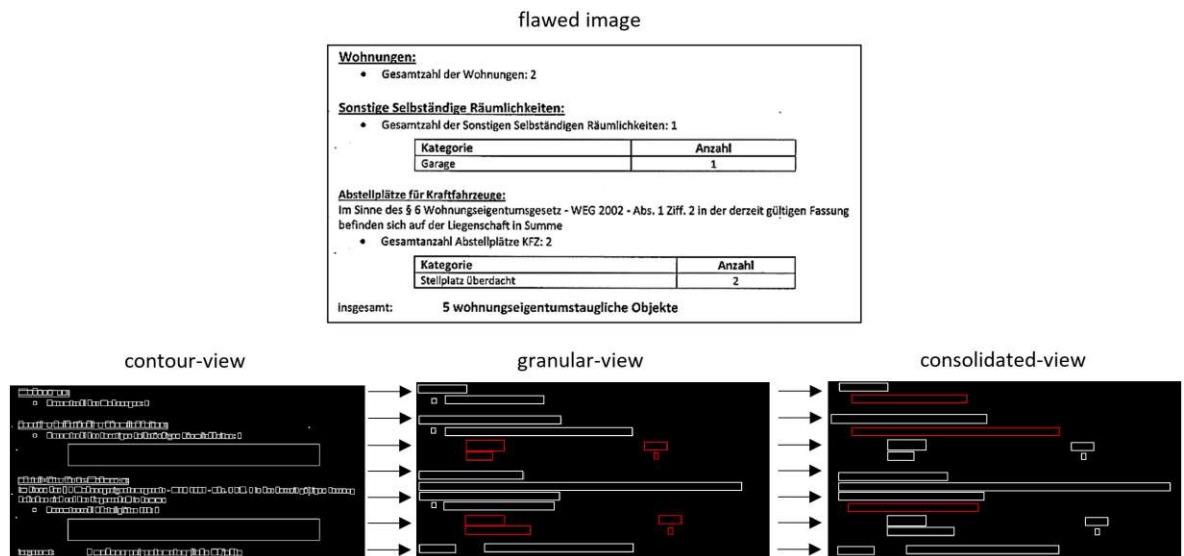 flawed image
Wohnungen:
• Gesamtzahl der Wohnungen: 2
Sonstige Selbständige Räumlichkeiten:
• Gesamtzahl der Sonstigen Selbständigen Räumlichkeiten: 1
Kategorie Anzahl
Garage 1
Abstellplätze für Kraftfahrzeuge:
Im Sinne des § 6 Wohnungseigentumsgesetz - WEG 2002 - Abs. 1 Ziff. 2 in der derzeit gültigen Fassung
befinden sich auf der Liegenschaft in Summe
• Gesamtanzahl Abstellplätze KFZ: 2
Kategorie Anzahl
Stellplatz überdacht 2
insgesamt: 5 wohnungseigentumstaugliche Objekte
contour-view granular-view consolidated-view